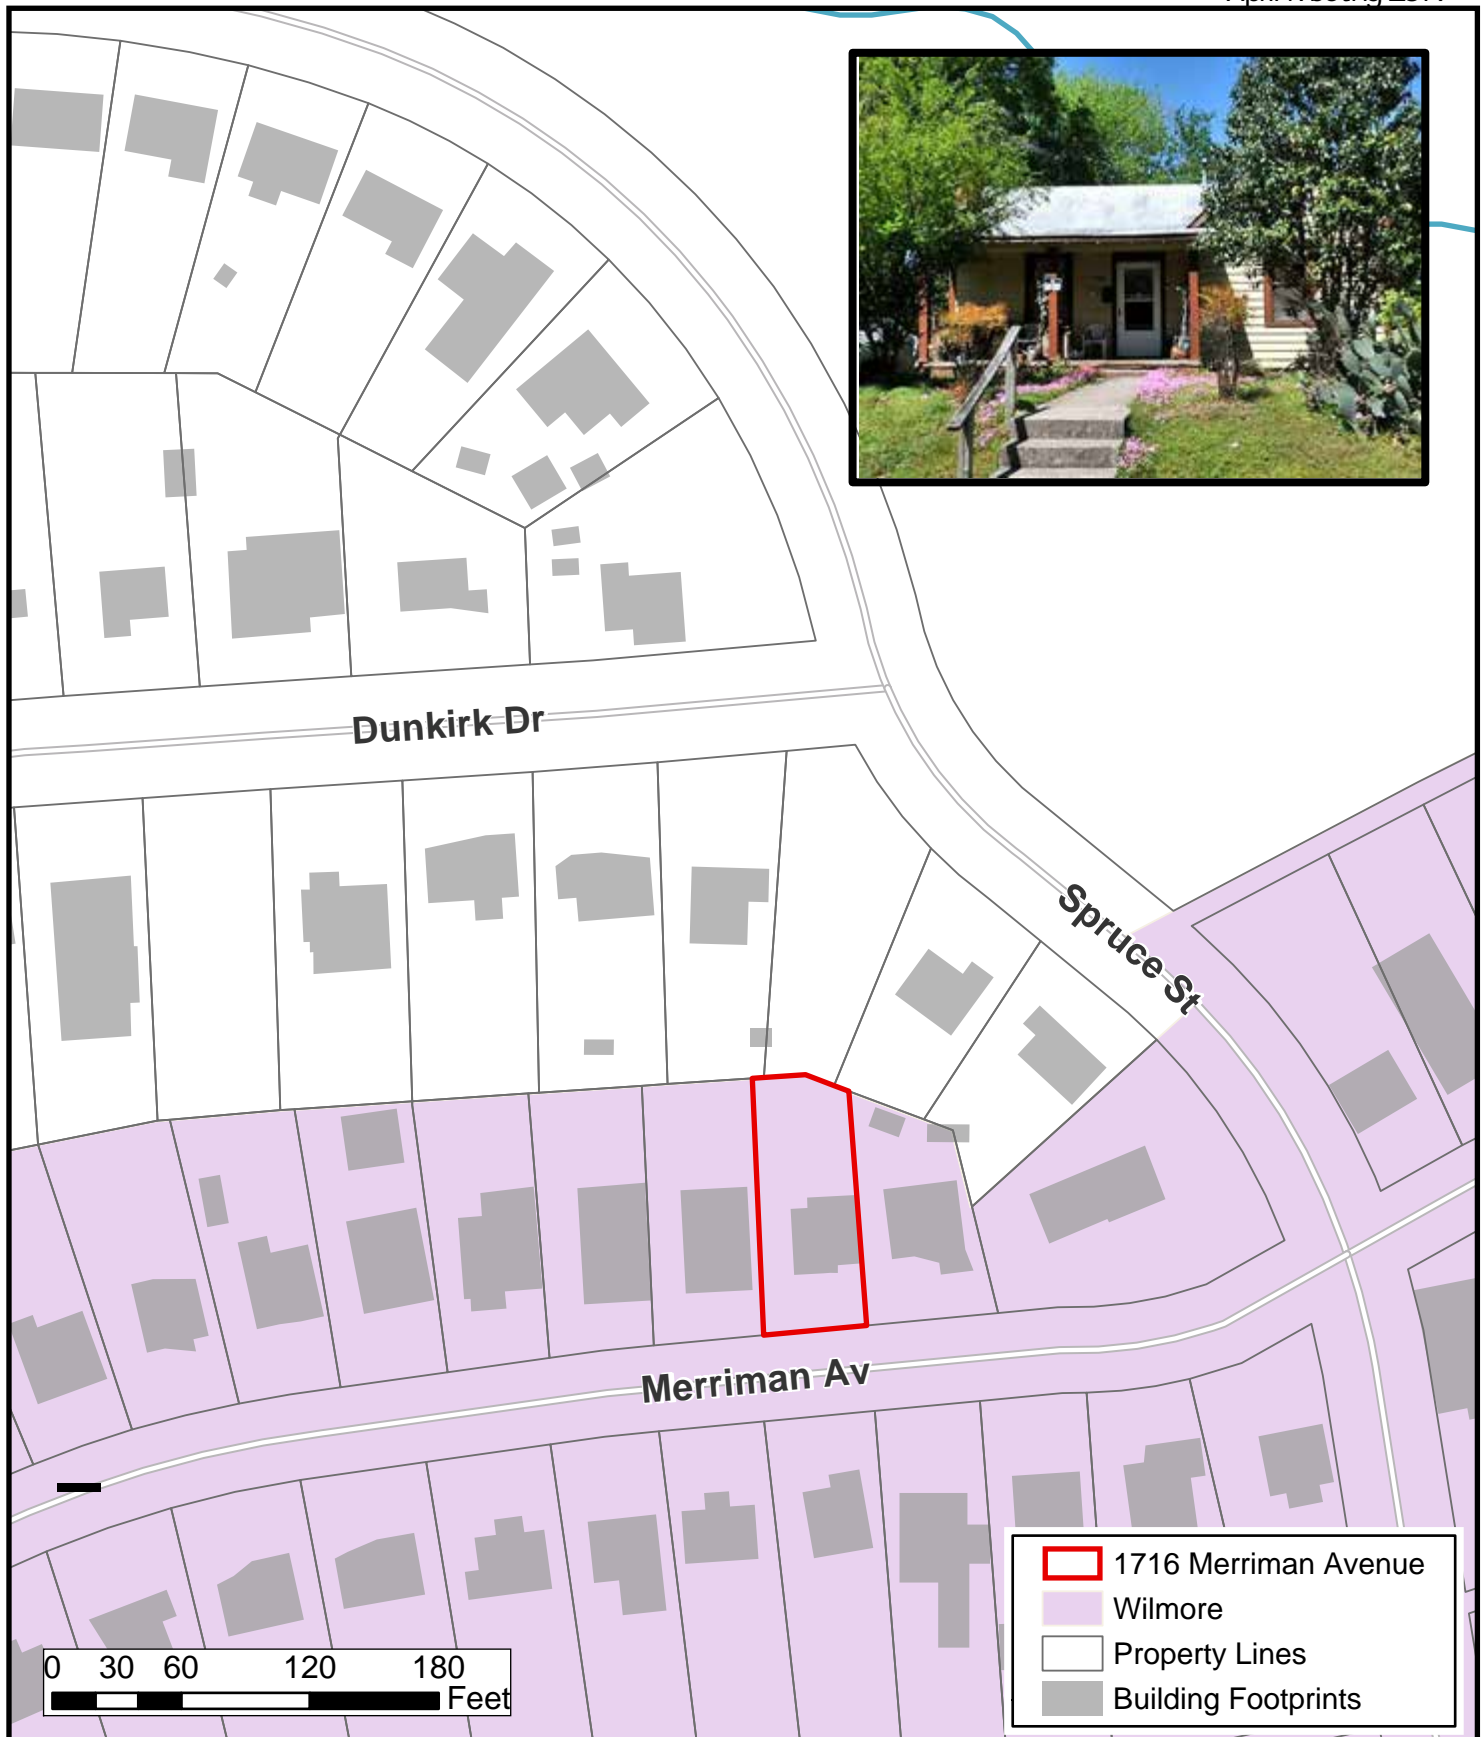 Dunkirk Dr
Spruce St
Merriman Av
1716 Merriman Avenue
Wilmore
Property Lines
Building Footprints
0 30 60 120 180
Feet